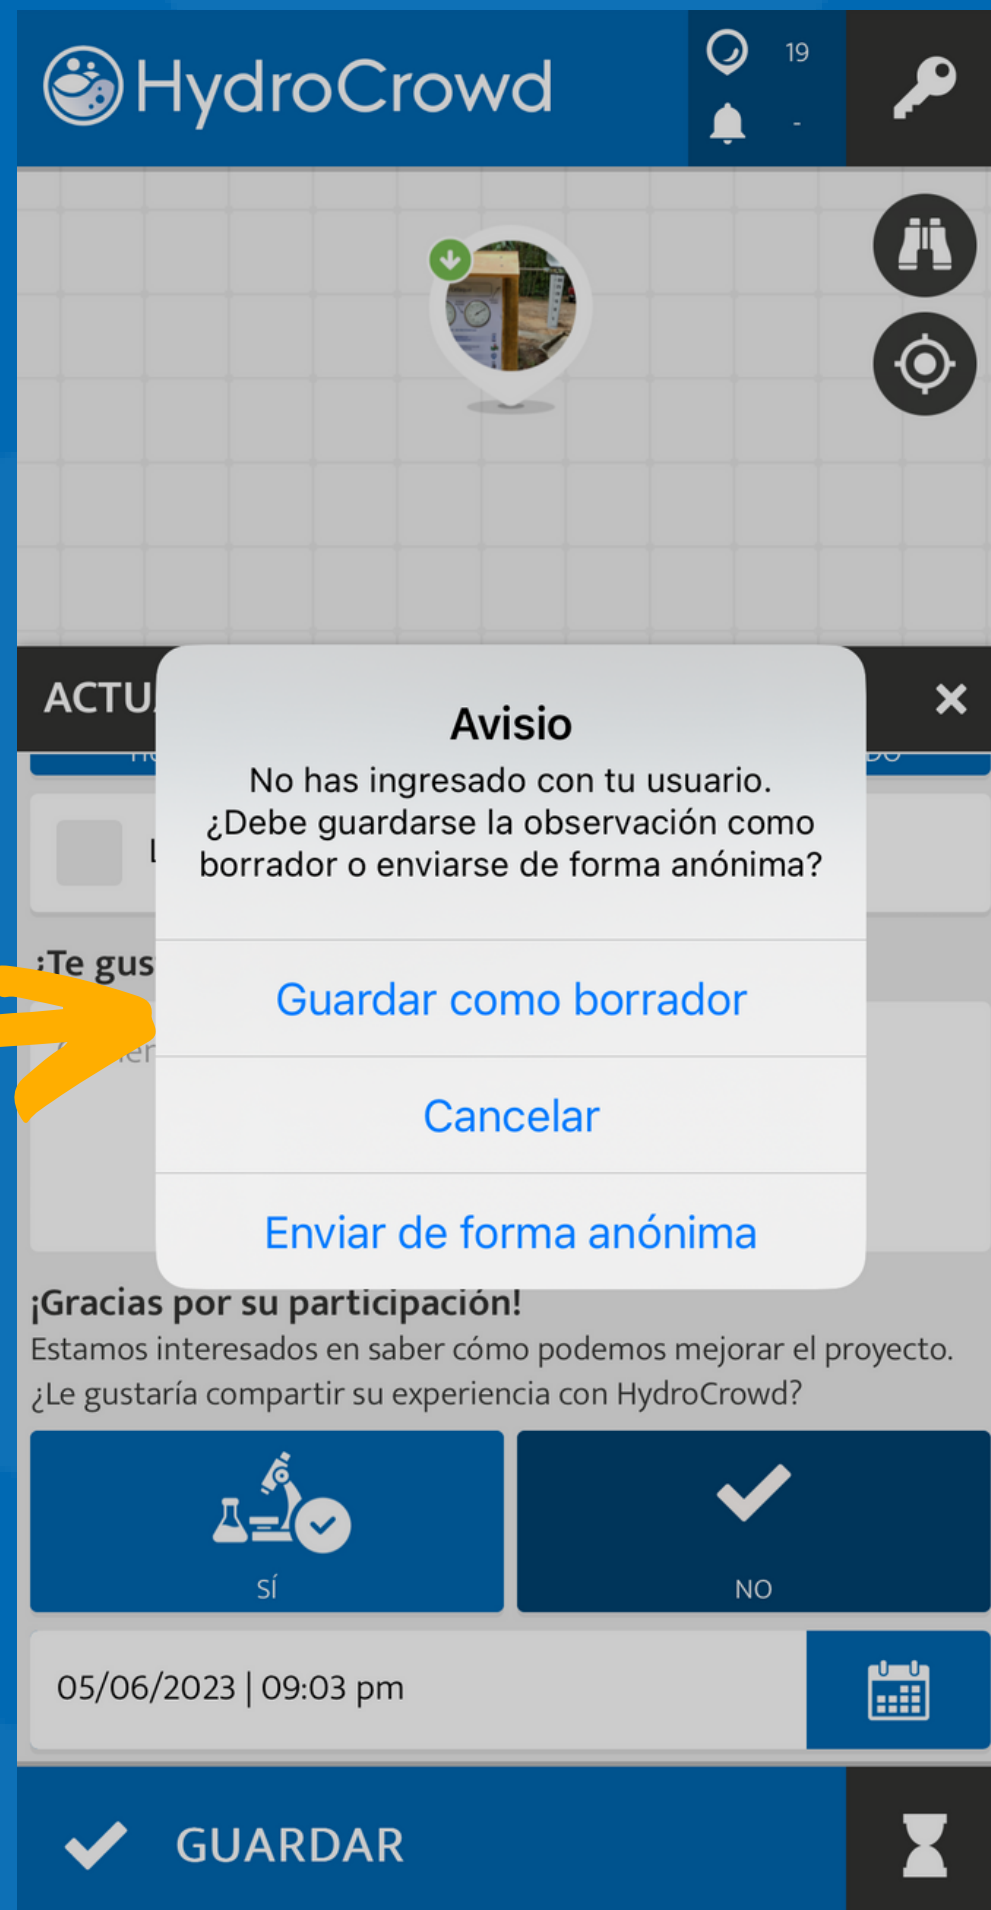 HydroCrowd
19
-
ACTU
Avisio
No has ingresado con tu usuario.
¿Debe guardarse la observación como
borrador o enviarse de forma anónima?
¿Te gus
Guardar como borrador
Cancelar
Enviar de forma anónima
¡Gracias por su participación!
Estamos interesados en saber cómo podemos mejorar el proyecto.
¿Le gustaría compartir su experiencia con HydroCrowd?
SÍ
NO
05/06/2023 | 09:03 pm
GUARDAR